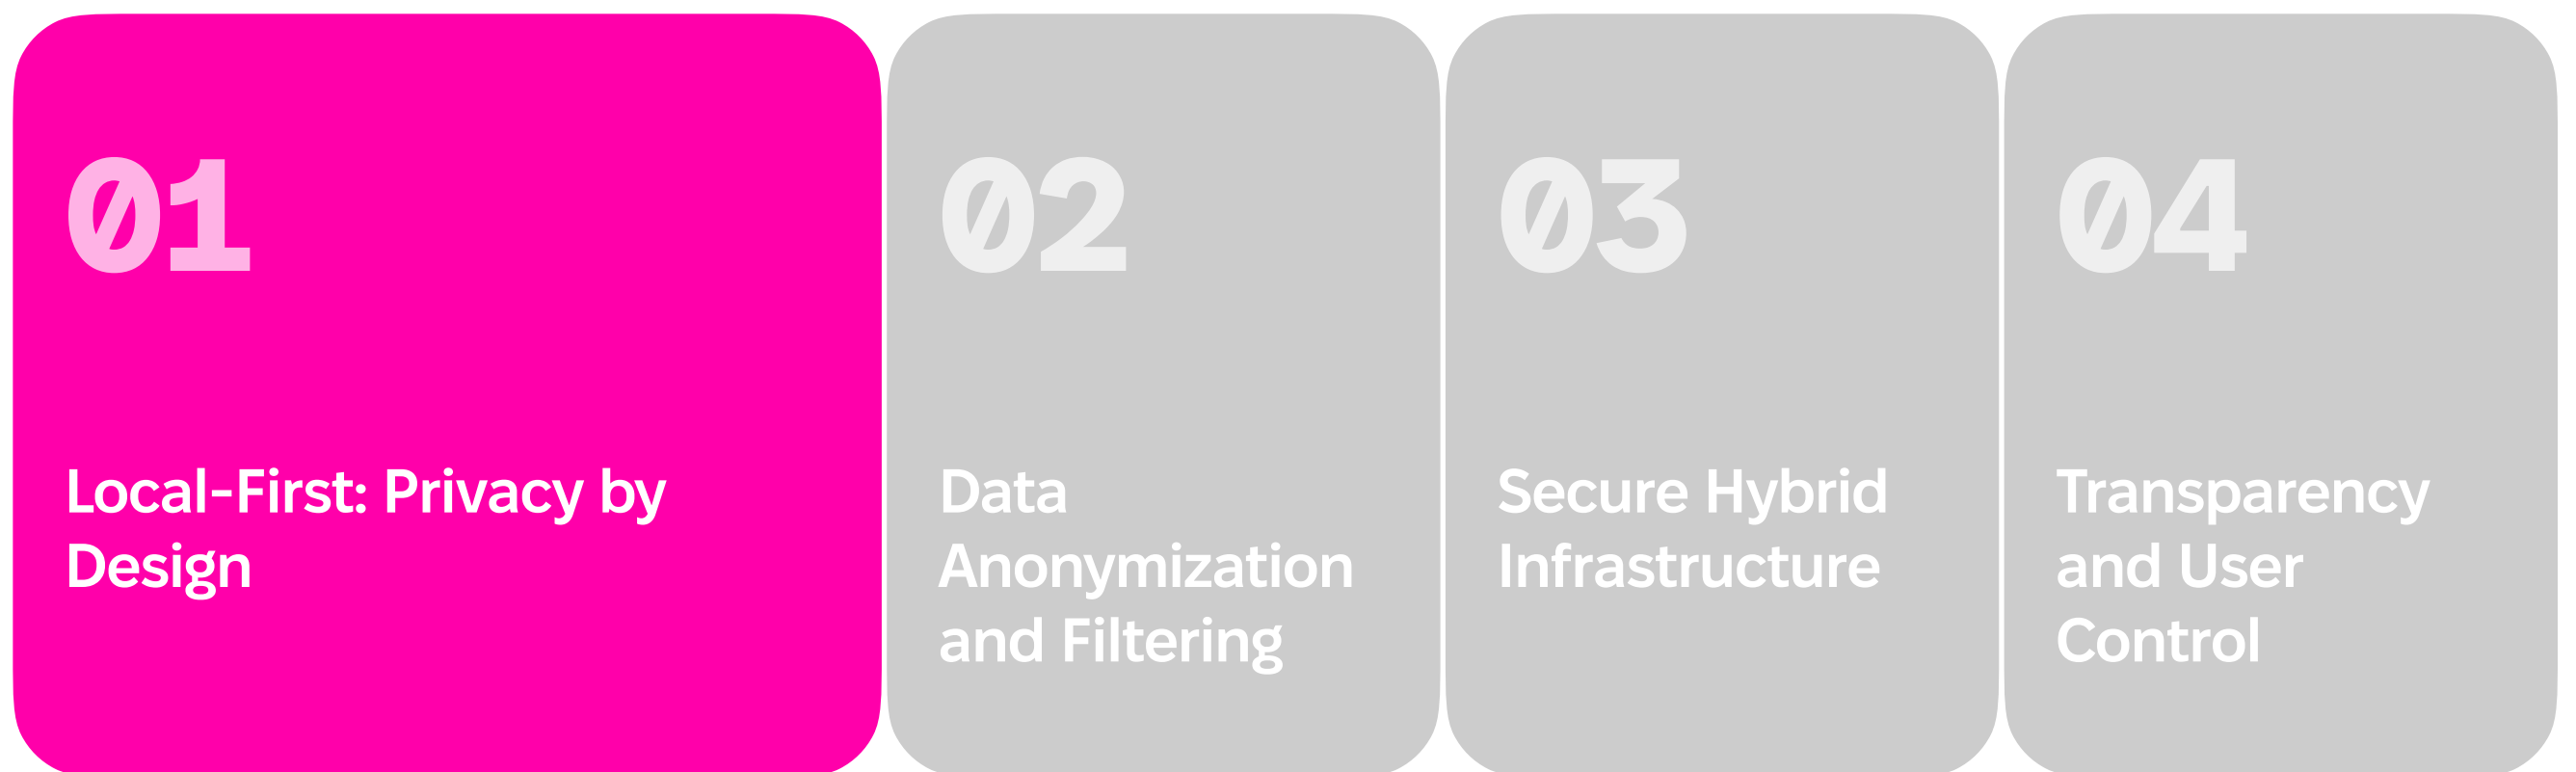 01
Local-First: Privacy by
Design
02
Data
Anonymization
and Filtering
03
Secure Hybrid
Infrastructure
04
Transparency
and User
Control